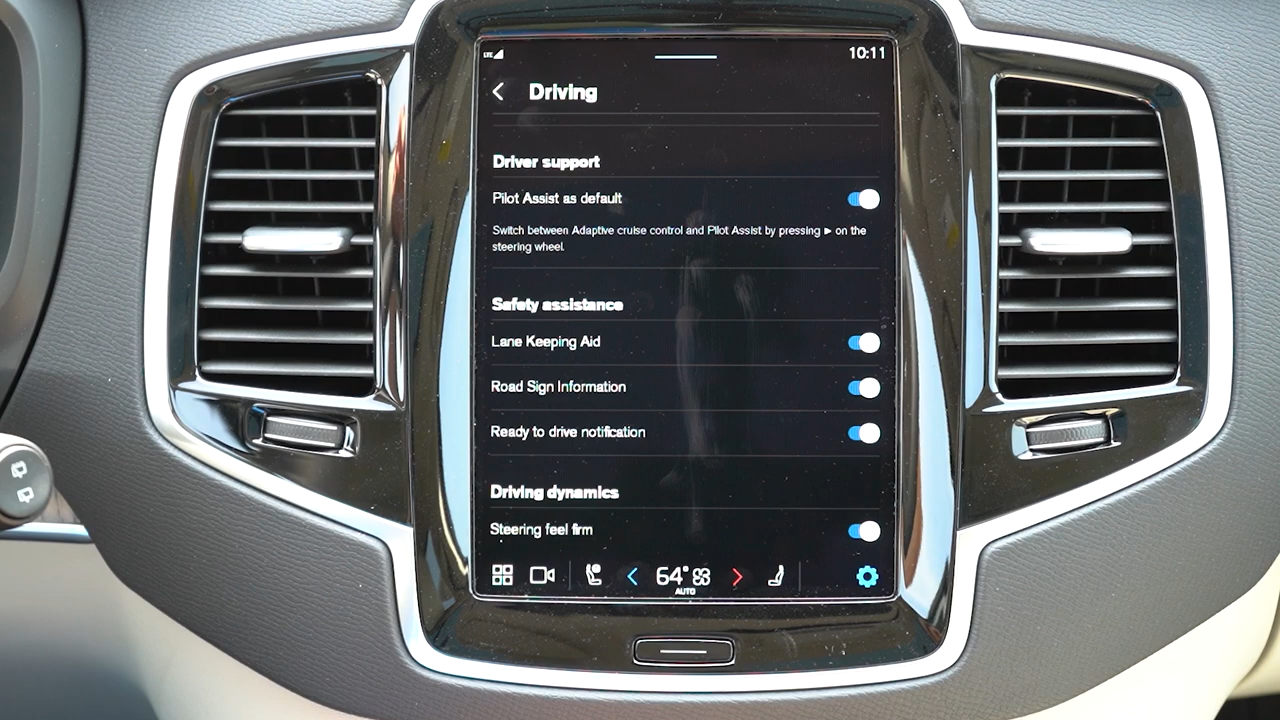 LTE
10:11
Driving
Driver support
Pilot Assist as default
Switch between Adaptive cruise control and Pilot Assist by pressing ► on the
steering wheel.
Safety assistance
Lane Keeping Aid
Road Sign Information
Ready to drive notification
Driving dynamics
Steering feel firm
64°
AUTO